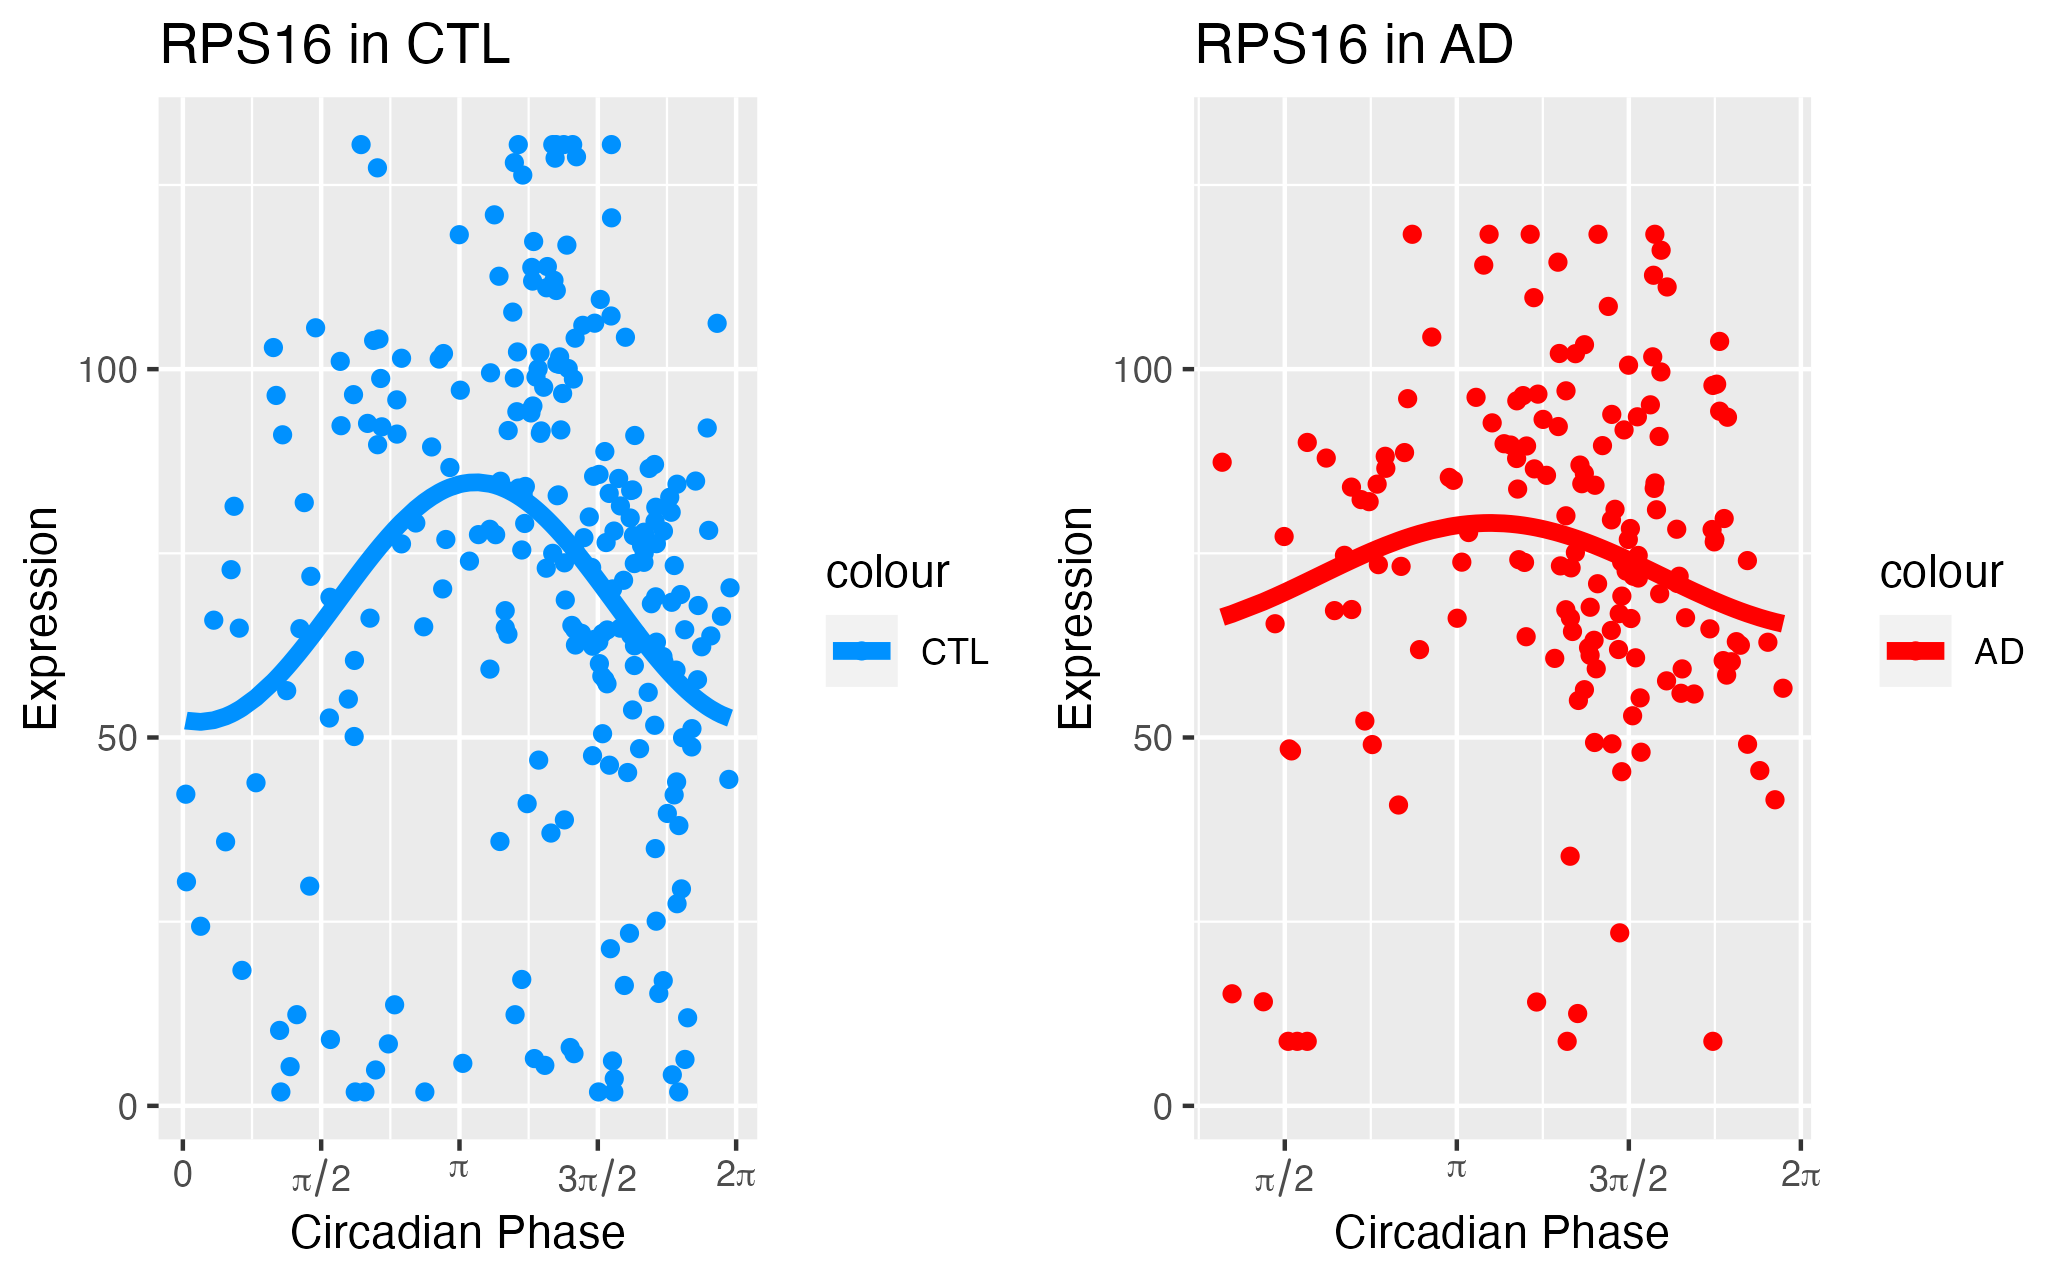 RPS16 in CTL
Expression
100
50
0
0
π/2
π
3π/2
2π
Circadian Phase
colour
CTL
RPS16 in AD
Expression
100
50
0
π/2
π
3π/2
2π
Circadian Phase
colour
AD